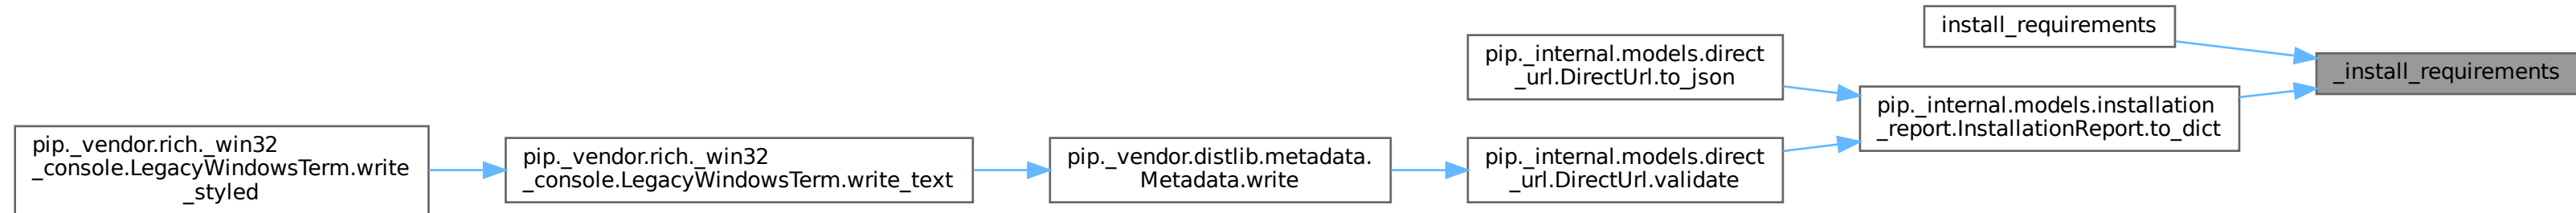 install_requirements
_install_requirements
pip._internal.models.direct
_url.DirectUrl.to_json
pip._internal.models.installation
_report.InstallationReport.to_dict
pip._vendor.rich._win32
_console.LegacyWindowsTerm.write
_styled
pip._vendor.rich._win32
_console.LegacyWindowsTerm.write_text
pip._vendor.distlib.metadata.
Metadata.write
pip._internal.models.direct
_url.DirectUrl.validate